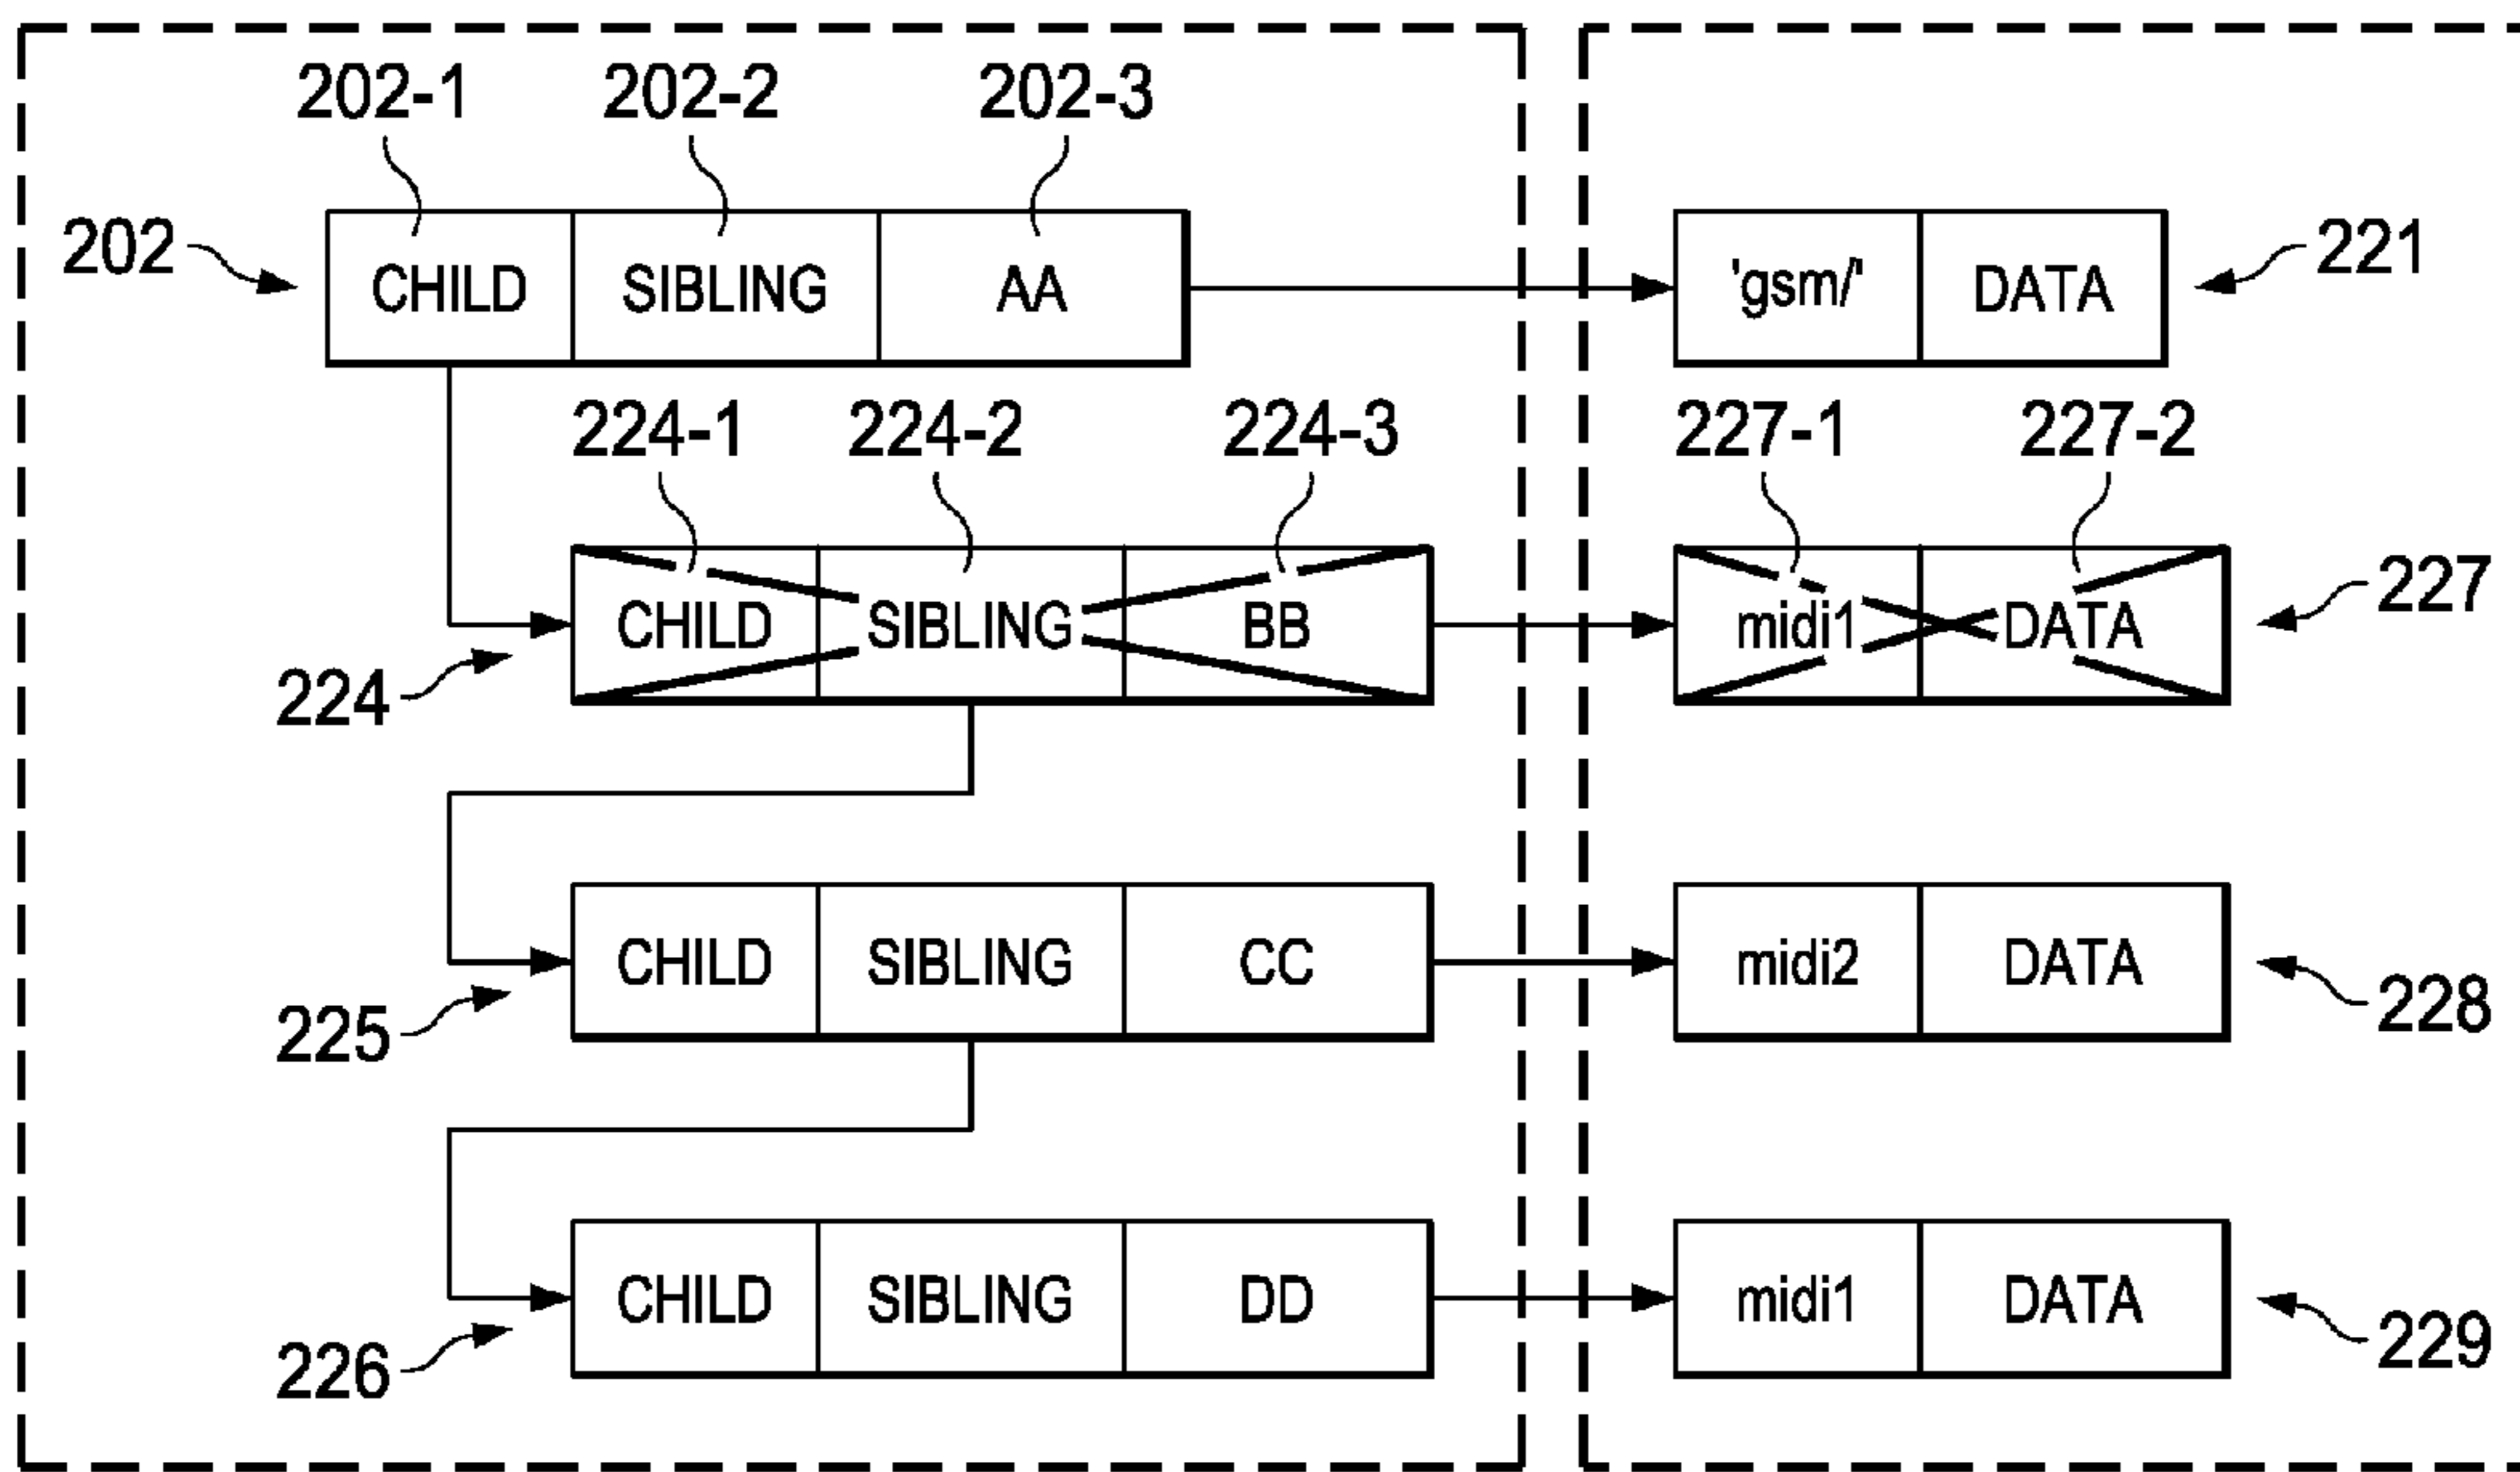 202-1 202-2 202-3
202 CHILD SIBLING AA 'gsm/' DATA 221
224-1 224-2 224-3 227-1 227-2
CHILD SIBLING BB midi1 DATA 227
224
CHILD SIBLING CC midi2 DATA 228
225
CHILD SIBLING DD midi1 DATA 229
226